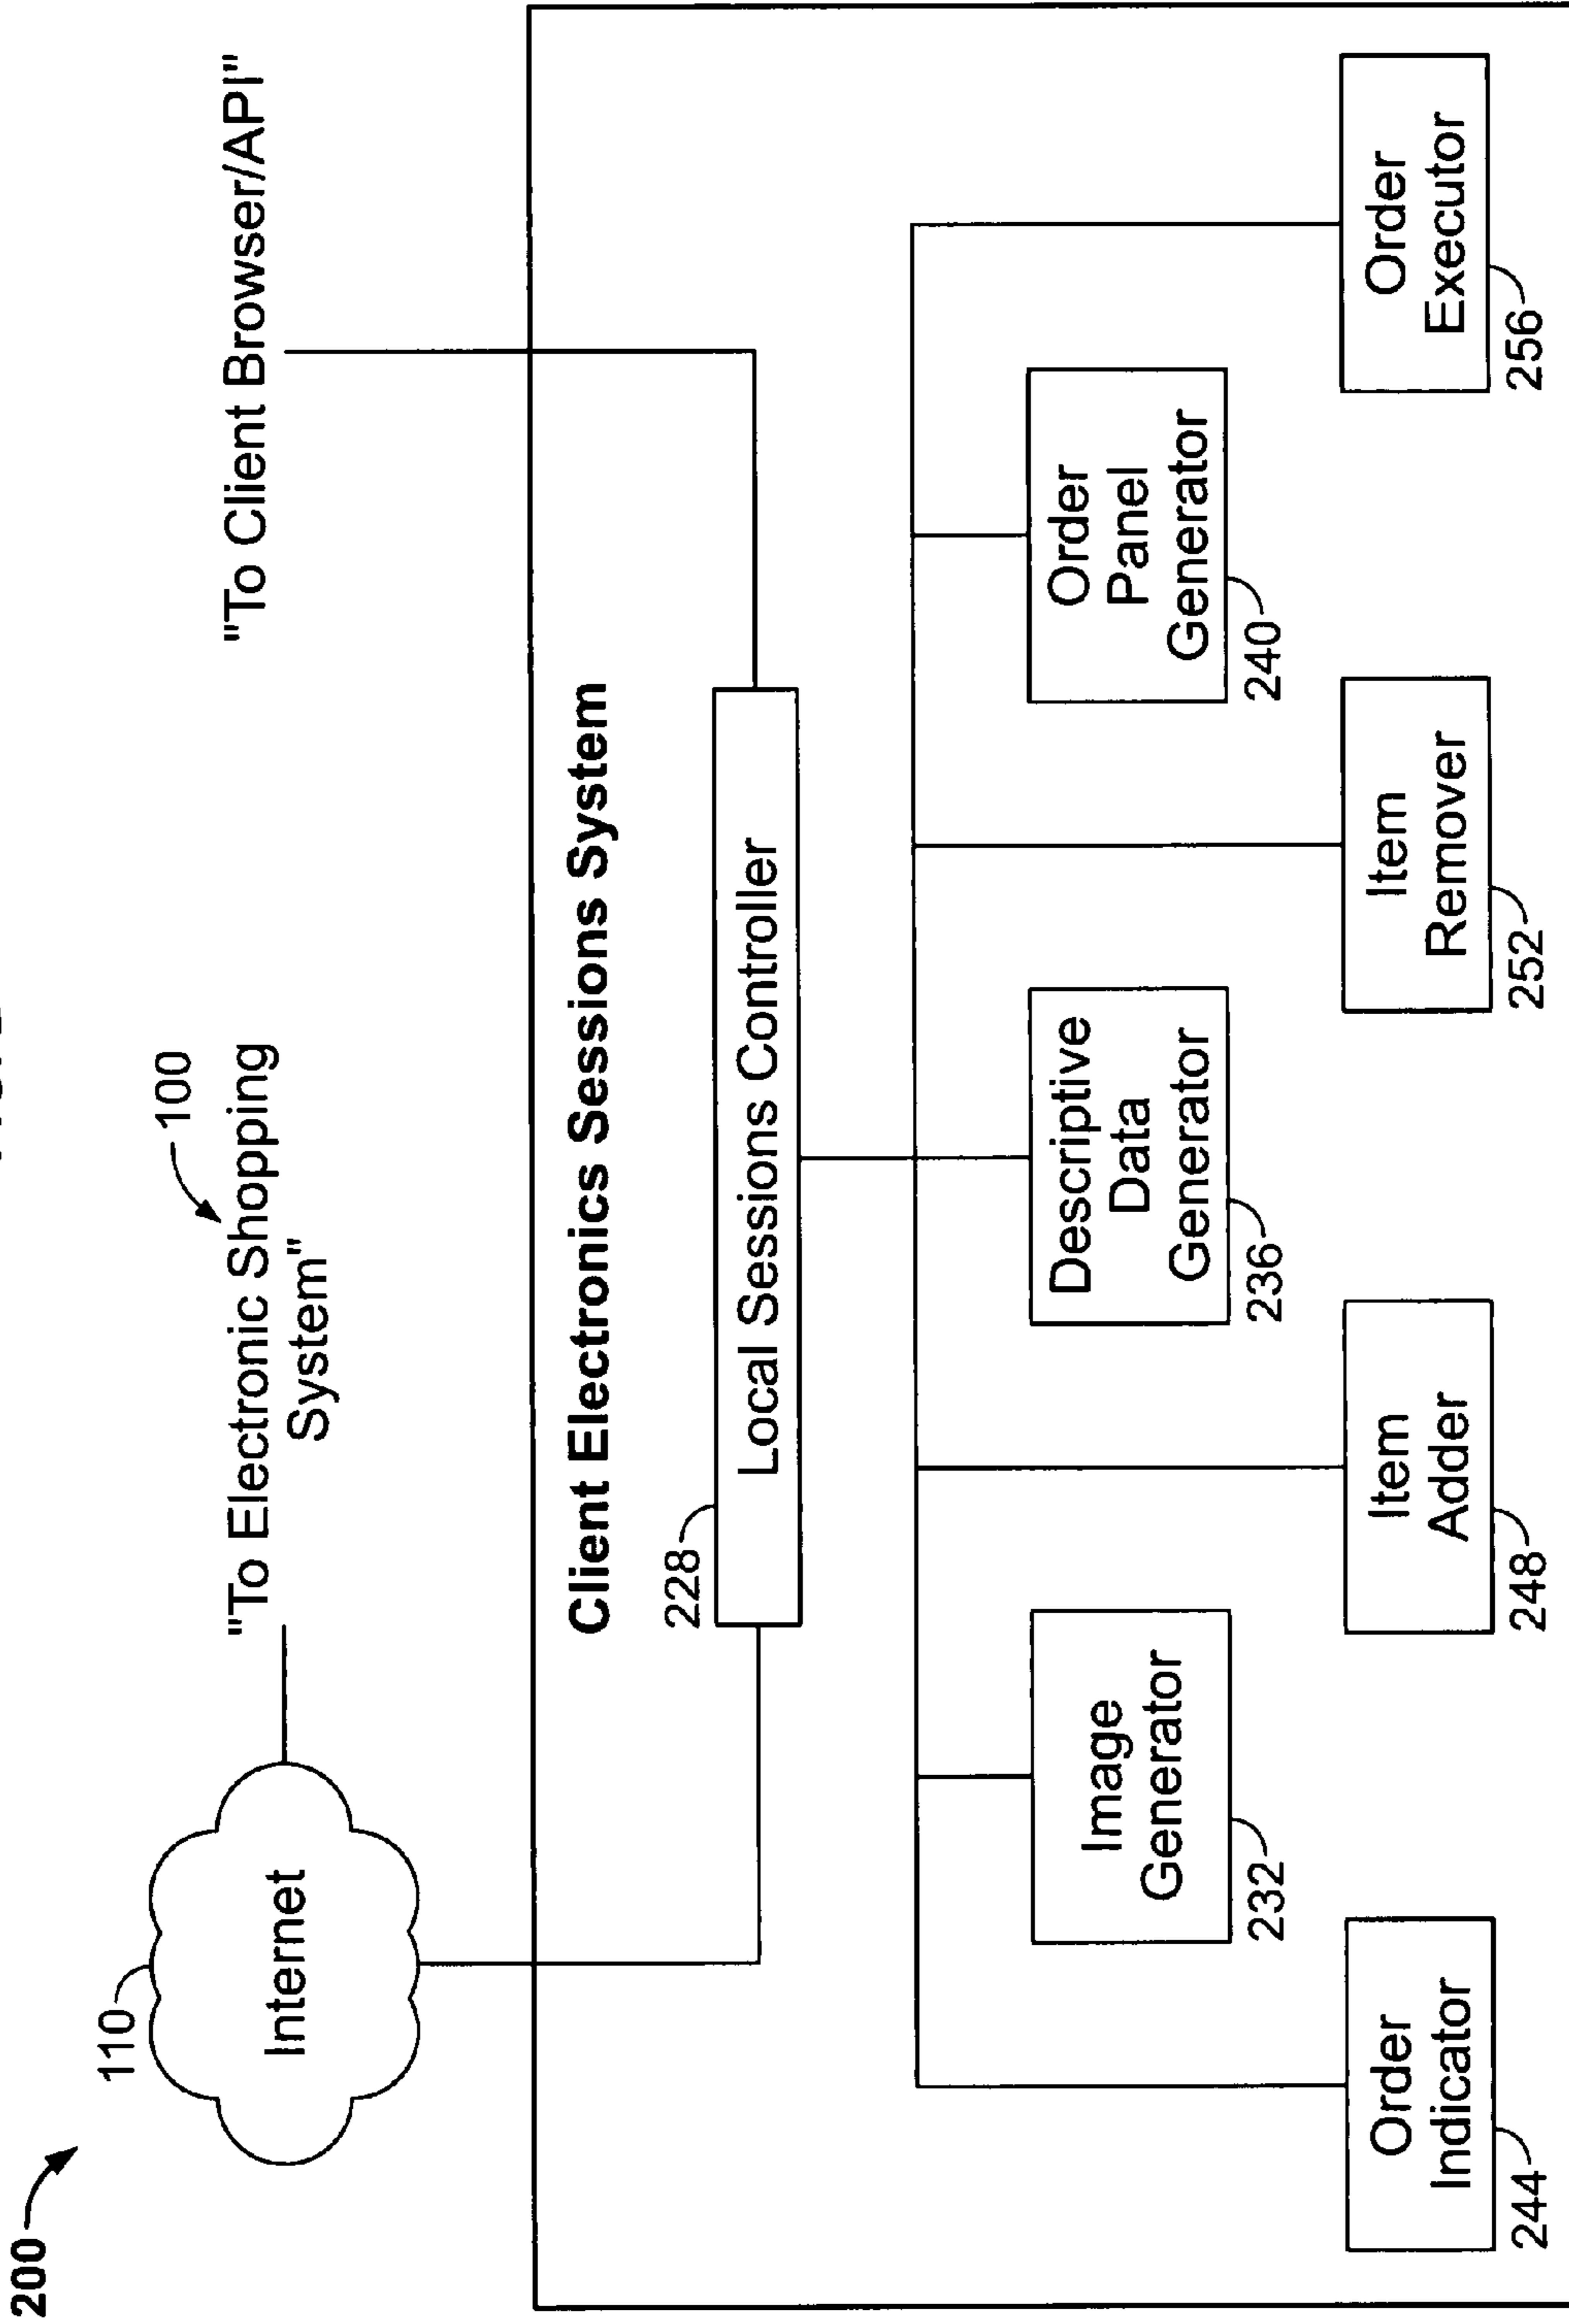 200
110
Internet
100
"To Electronic Shopping
System"
"To Client Browser/API"
Client Electronics Sessions System
228
Local Sessions Controller
Image
Generator
232
Descriptive
Data
Generator
236
Order
Panel
Generator
240
Order
Indicator
244
Item
Adder
248
Item
Remover
252
Order
Executor
256